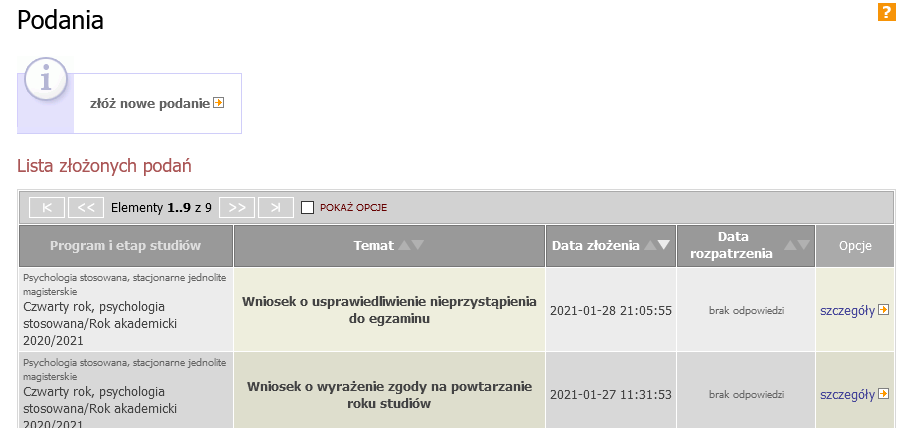 Podania
?
i
złóż nowe podanie
Lista złożonych podań
|< << Elementy 1..9 z 9 >> >| POKAŻ OPCJE
Program i etap studiów Temat Data złożenia Data rozpatrzenia Opcje
Psychologia stosowana, stacjonarne jednolite
magisterskie
Czwarty rok, psychologia
stosowana/Rok akademicki
2020/2021
Wniosek o usprawiedliwienie nieprzystąpienia
do egzaminu
2021-01-28 21:05:55
brak odpowiedzi
szczegóły
Psychologia stosowana, stacjonarne jednolite
magisterskie
Czwarty rok, psychologia
stosowana/Rok akademicki
2020/2021
Wniosek o wyrażenie zgody na powtarzanie
roku studiów
2021-01-27 11:31:53
brak odpowiedzi
szczegóły